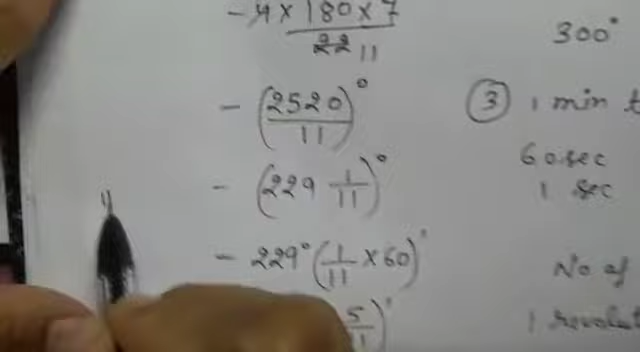 - 4 × 180 × 7
22 11
- (2520/11)°
- (229 1/11)°
- 229° (1/11 × 60)'
5
300°
③ 1 min
60 sec
1 sec
No of
1